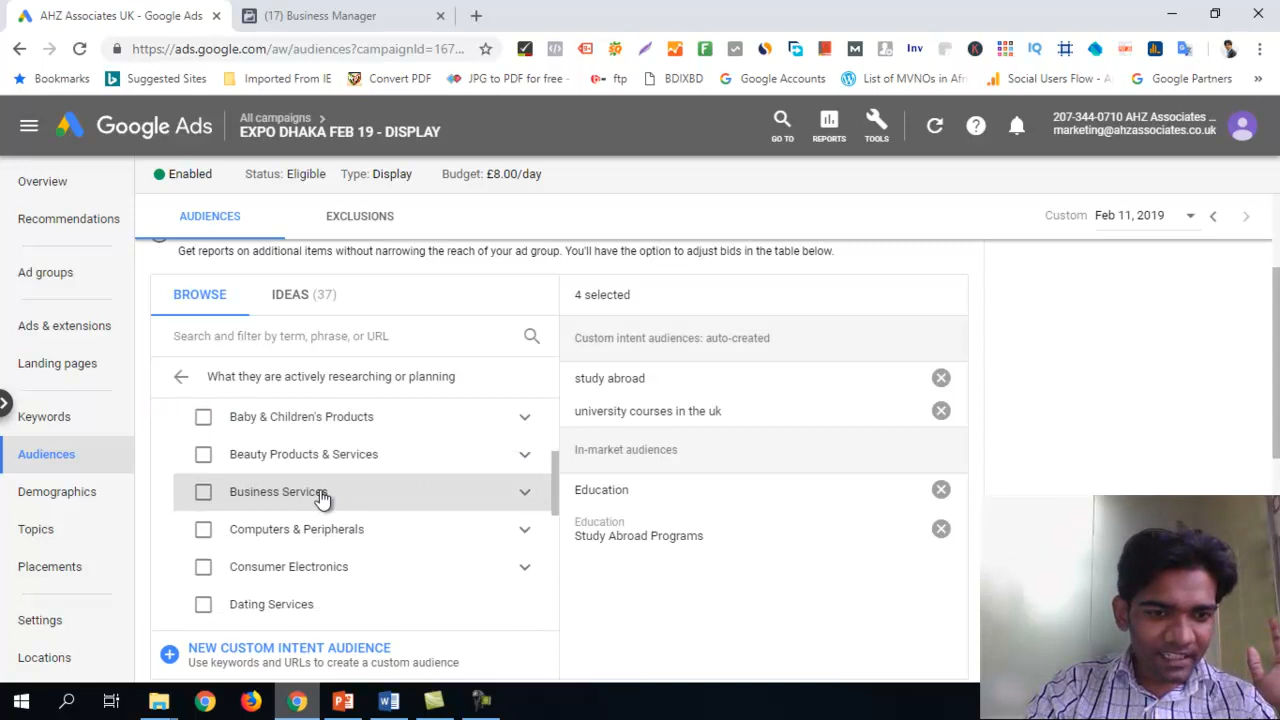 AHZ Associates UK - Google Ads
(17) Business Manager
https://ads.google.com/aw/audiences?campaignId=167...
Bookmarks
Suggested Sites
Imported From IE
Convert PDF
JPG to PDF for free -
ftp
BDIXBD
Google Accounts
List of MVNOs in Afr
Social Users Flow - A
Google Partners
Google Ads
All campaigns
EXPO DHAKA FEB 19 - DISPLAY
GO TO
REPORTS
TOOLS
207-344-0710 AHZ Associates ...
marketing@ahzassociates.co.uk
Overview
Recommendations
Ad groups
Ads & extensions
Landing pages
Keywords
Audiences
Demographics
Topics
Placements
Settings
Locations
Enabled
Status: Eligible
Type: Display
Budget: £8.00/day
AUDIENCES
EXCLUSIONS
Custom
Feb 11, 2019
Get reports on additional items without narrowing the reach of your ad group. You'll have the option to adjust bids in the table below.
BROWSE
IDEAS (37)
Search and filter by term, phrase, or URL
What they are actively researching or planning
Baby & Children's Products
Beauty Products & Services
Business Services
Computers & Peripherals
Consumer Electronics
Dating Services
NEW CUSTOM INTENT AUDIENCE
Use keywords and URLs to create a custom audience
4 selected
Custom intent audiences: auto-created
study abroad
university courses in the uk
In-market audiences
Education
Education
Study Abroad Programs